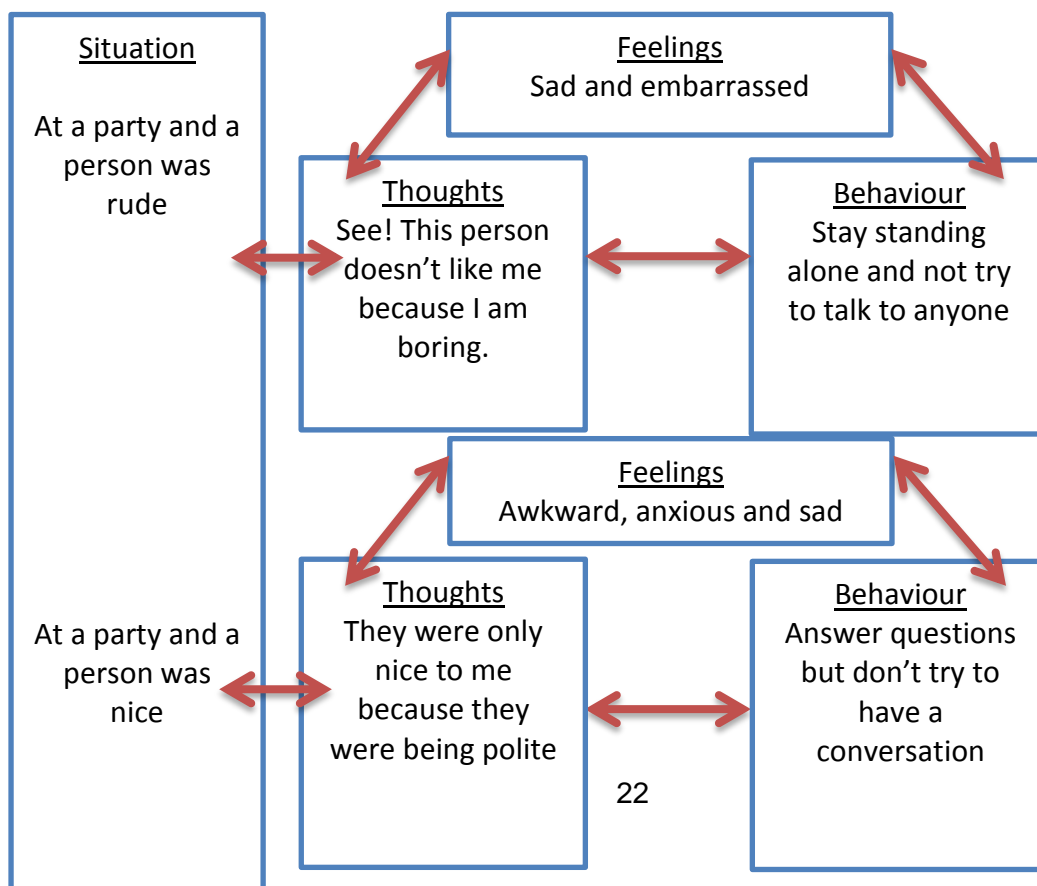 Situation
At a party and a
person was
rude
Feelings
Sad and embarrassed
Thoughts
See! This person
doesn’t like me
because I am
boring.
Behaviour
Stay standing
alone and not try
to talk to anyone
At a party and a
person was
nice
Feelings
Awkward, anxious and sad
Thoughts
They were only
nice to me
because they
were being polite
Behaviour
Answer questions
but don’t try to
have a
conversation
22